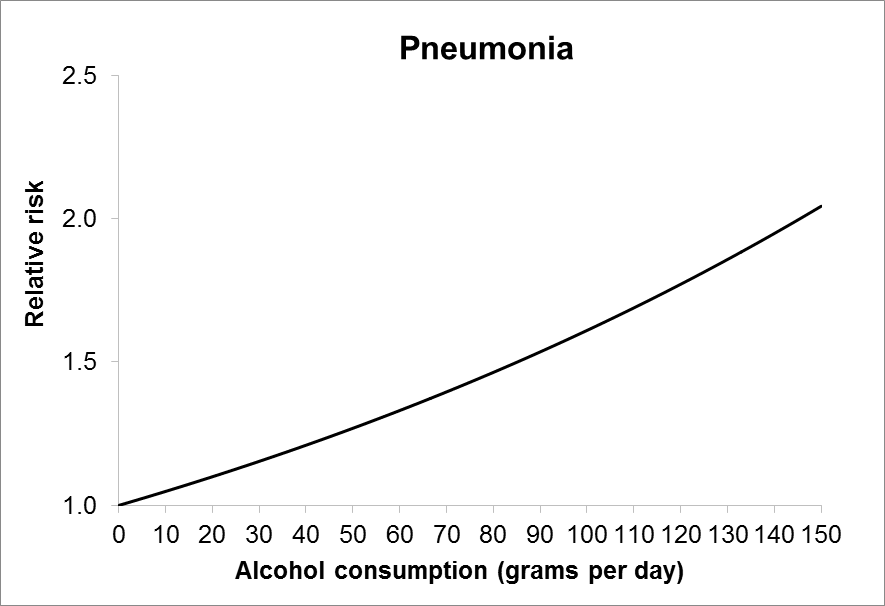 Pneumonia
2.5
2.0
1.5
1.0
Relative risk
0 10 20 30 40 50 60 70 80 90 100 110 120 130 140 150
Alcohol consumption (grams per day)